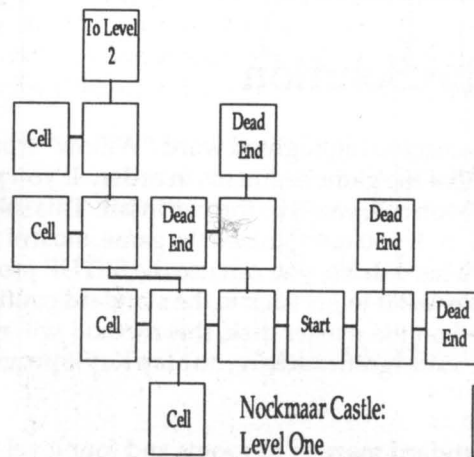 To Level
2
Cell
Dead
End
Cell
Dead
End
Dead
End
Cell
Start
Dead
End
Cell
Nockmaar Castle:
Level One